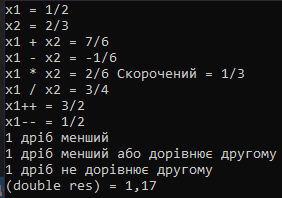 x1 = 1/2
x2 = 2/3
x1 + x2 = 7/6
x1 - x2 = -1/6
x1 * x2 = 2/6 Скорочений = 1/3
x1 / x2 = 3/4
x1++ = 3/2
x1-- = 1/2
1 дріб менший
1 дріб менший або дорівнює другому
1 дріб не дорівнює другому
(double res) = 1,17